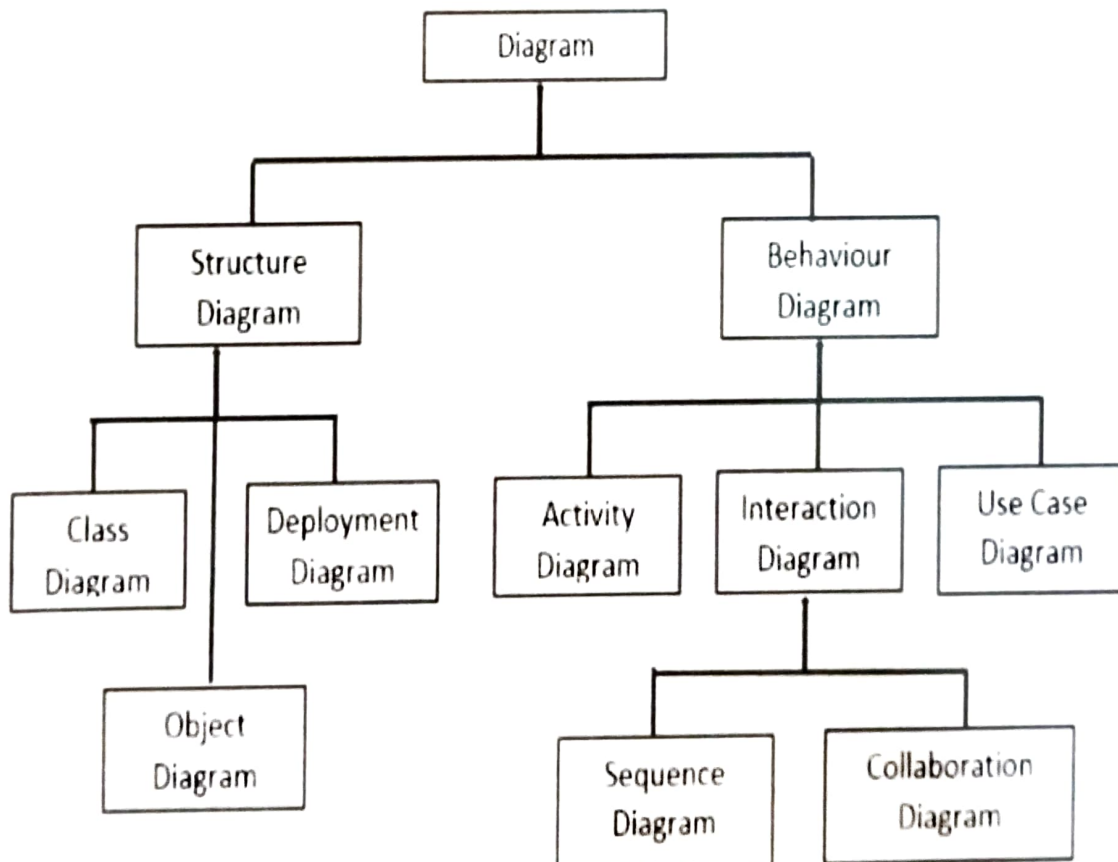 Diagram
Structure
Diagram
Behaviour
Diagram
Class
Diagram
Deployment
Diagram
Object
Diagram
Activity
Diagram
Interaction
Diagram
Use Case
Diagram
Sequence
Diagram
Collaboration
Diagram